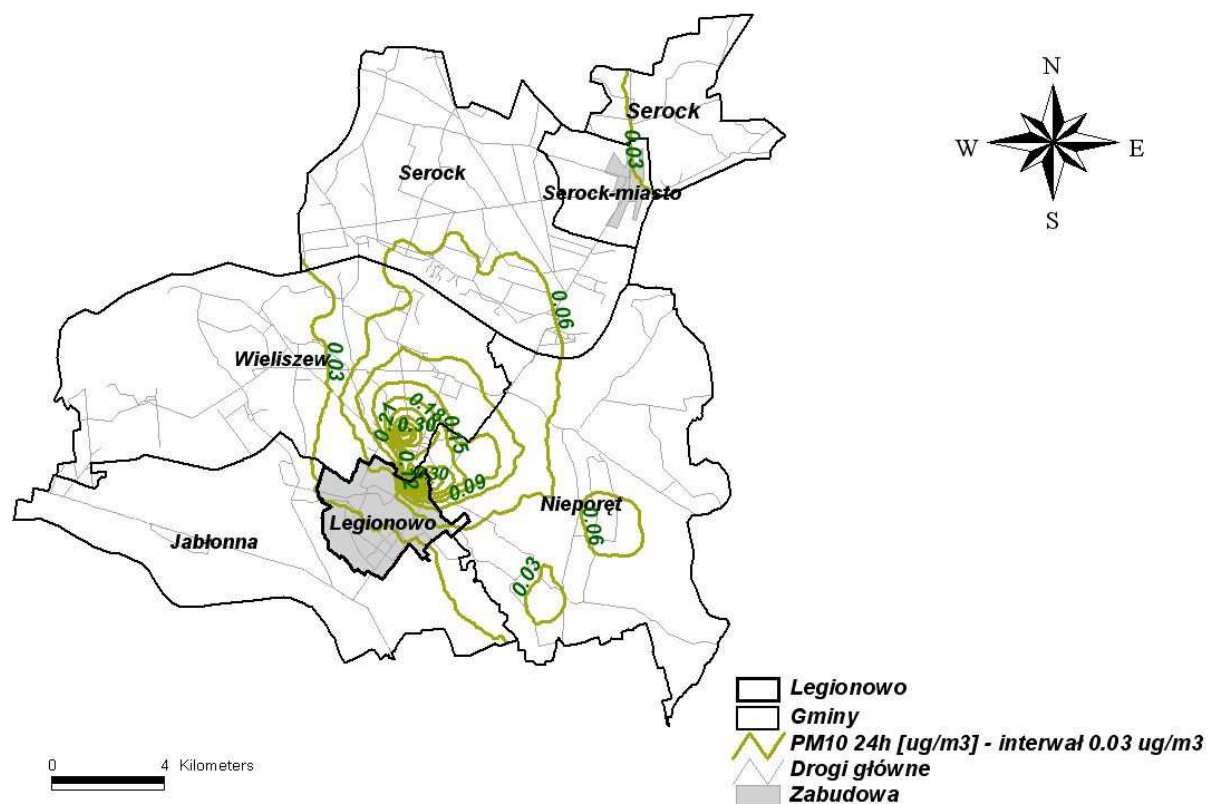 N
W E
S
Serock
0.03
Serock
Serock-miasto
0.06
Wieliszew
0.03
0.21
0.18
0.15
0.30
0.30
0.09
Nieporęt
0.06
Legionowo
Jabłonna
0.03
Legionowo
Gminy
PM10 24h [ug/m3] - interwał 0.03 ug/m3
Drogi główne
Zabudowa
0 4 Kilometers